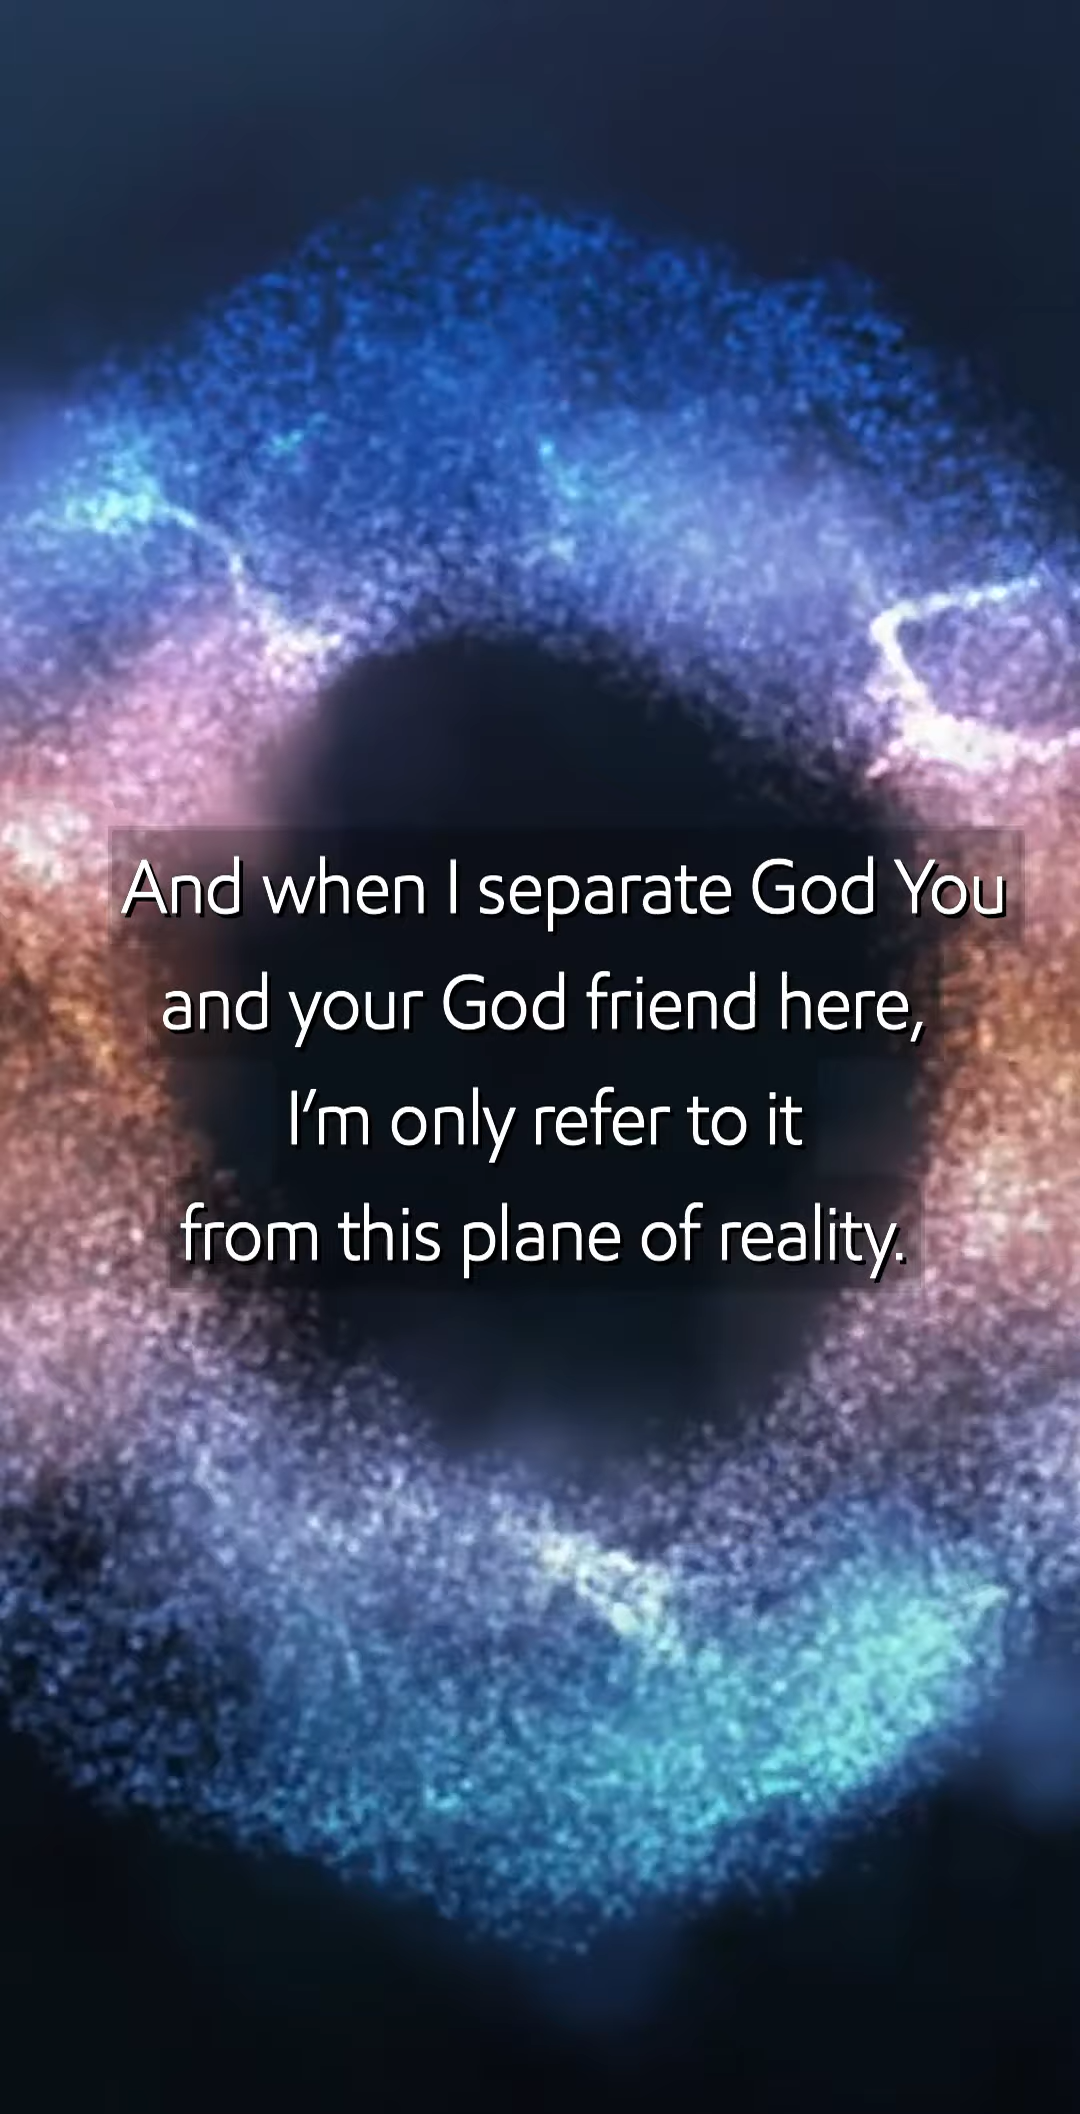 And when I separate God You
and your God friend here,
I'm only refer to it
from this plane of reality.